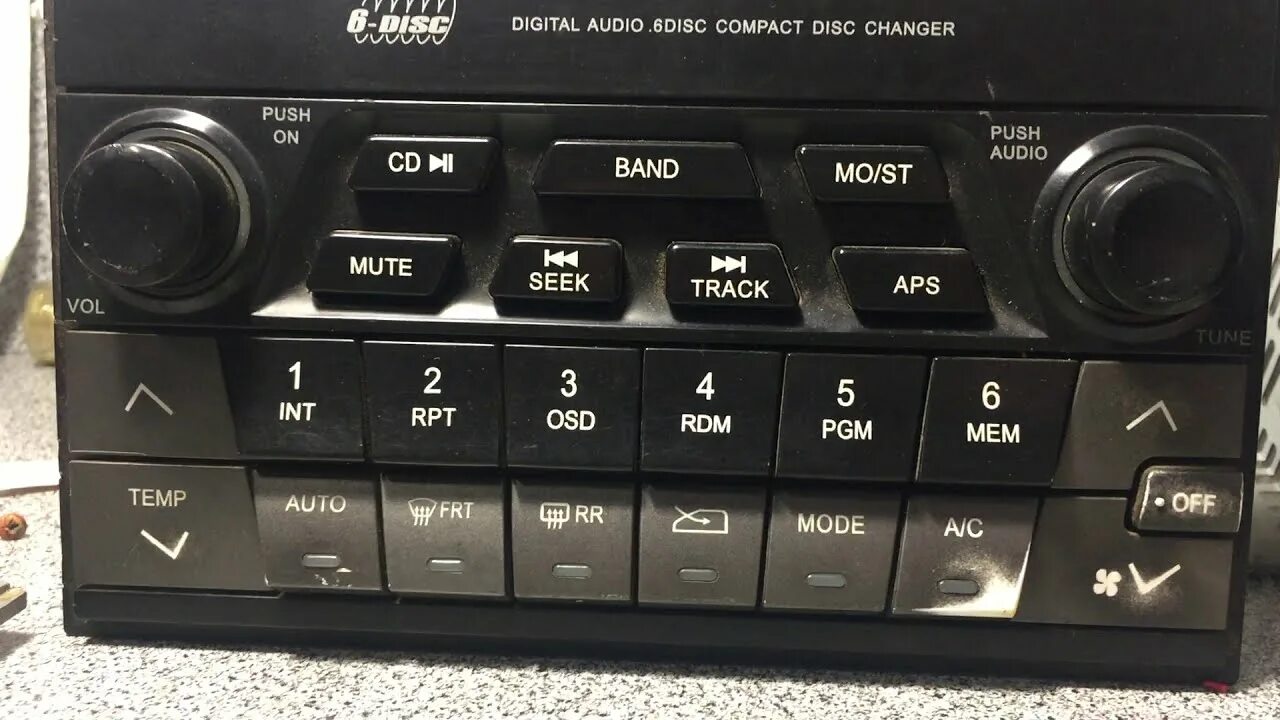 6-DISC
DIGITAL AUDIO .6DISC COMPACT DISC CHANGER
PUSH
ON
PUSH
AUDIO
CD
BAND
MO/ST
MUTE
SEEK
TRACK
APS
VOL
TUNE
1
INT
2
RPT
3
OSD
4
RDM
5
PGM
6
MEM
TEMP
AUTO
FRT
RR
MODE
A/C
OFF